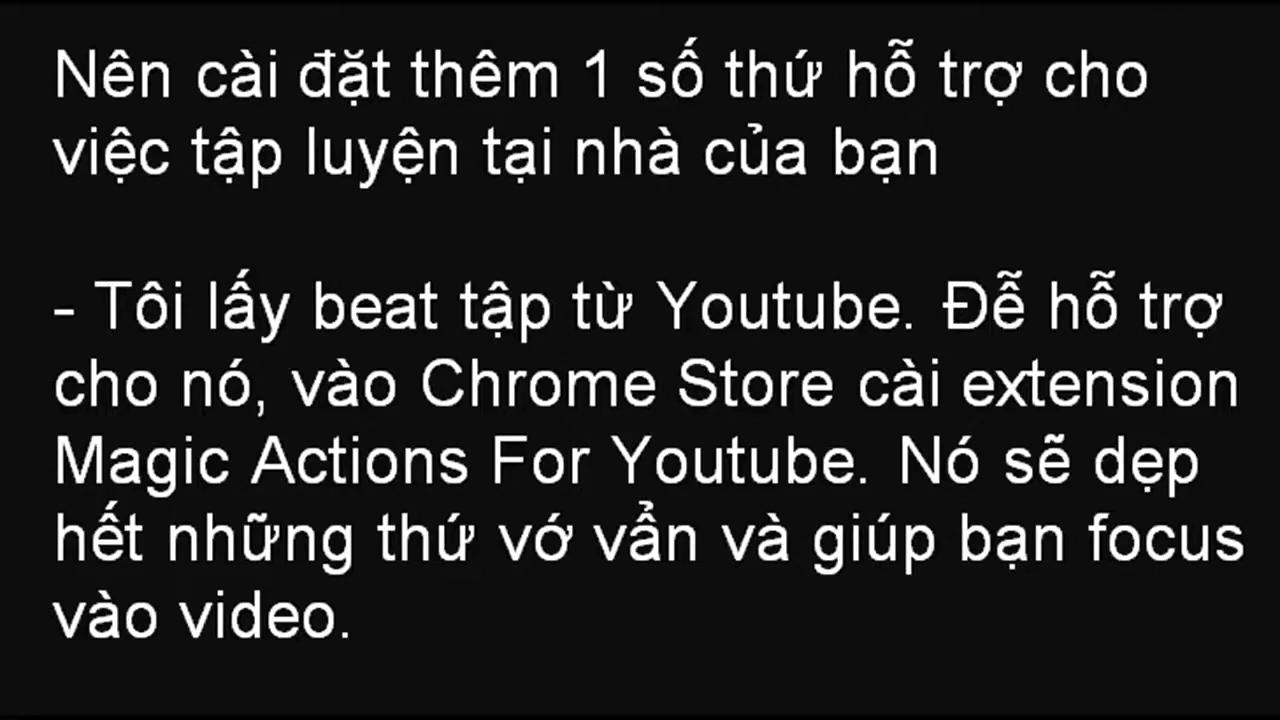 Nên cài đặt thêm 1 số thứ hỗ trợ cho
việc tập luyện tại nhà của bạn
- Tôi lấy beat tập từ Youtube. Đễ hỗ trợ
cho nó, vào Chrome Store cài extension
Magic Actions For Youtube. Nó sẽ dẹp
hết những thứ vớ vẩn và giúp bạn focus
vào video.